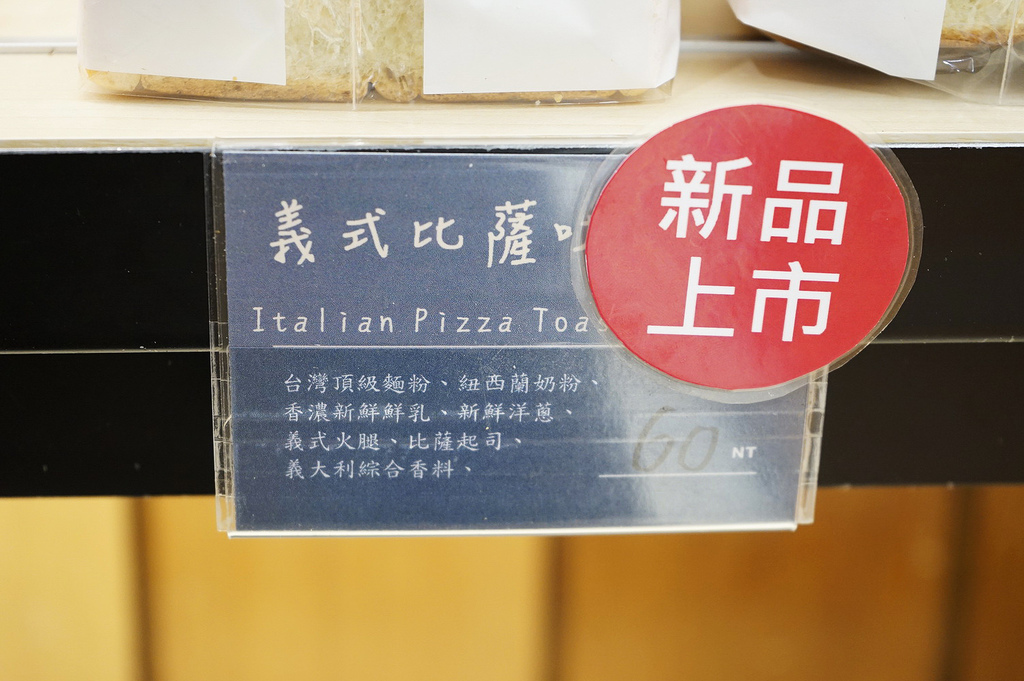 義式比薩
新品
上市
Italian Pizza Toas
台灣頂級麵粉、紐西蘭奶粉、
香濃新鮮鮮乳、新鮮洋蔥、
義式火腿、比薩起司、
義大利綜合香料、
60 NT